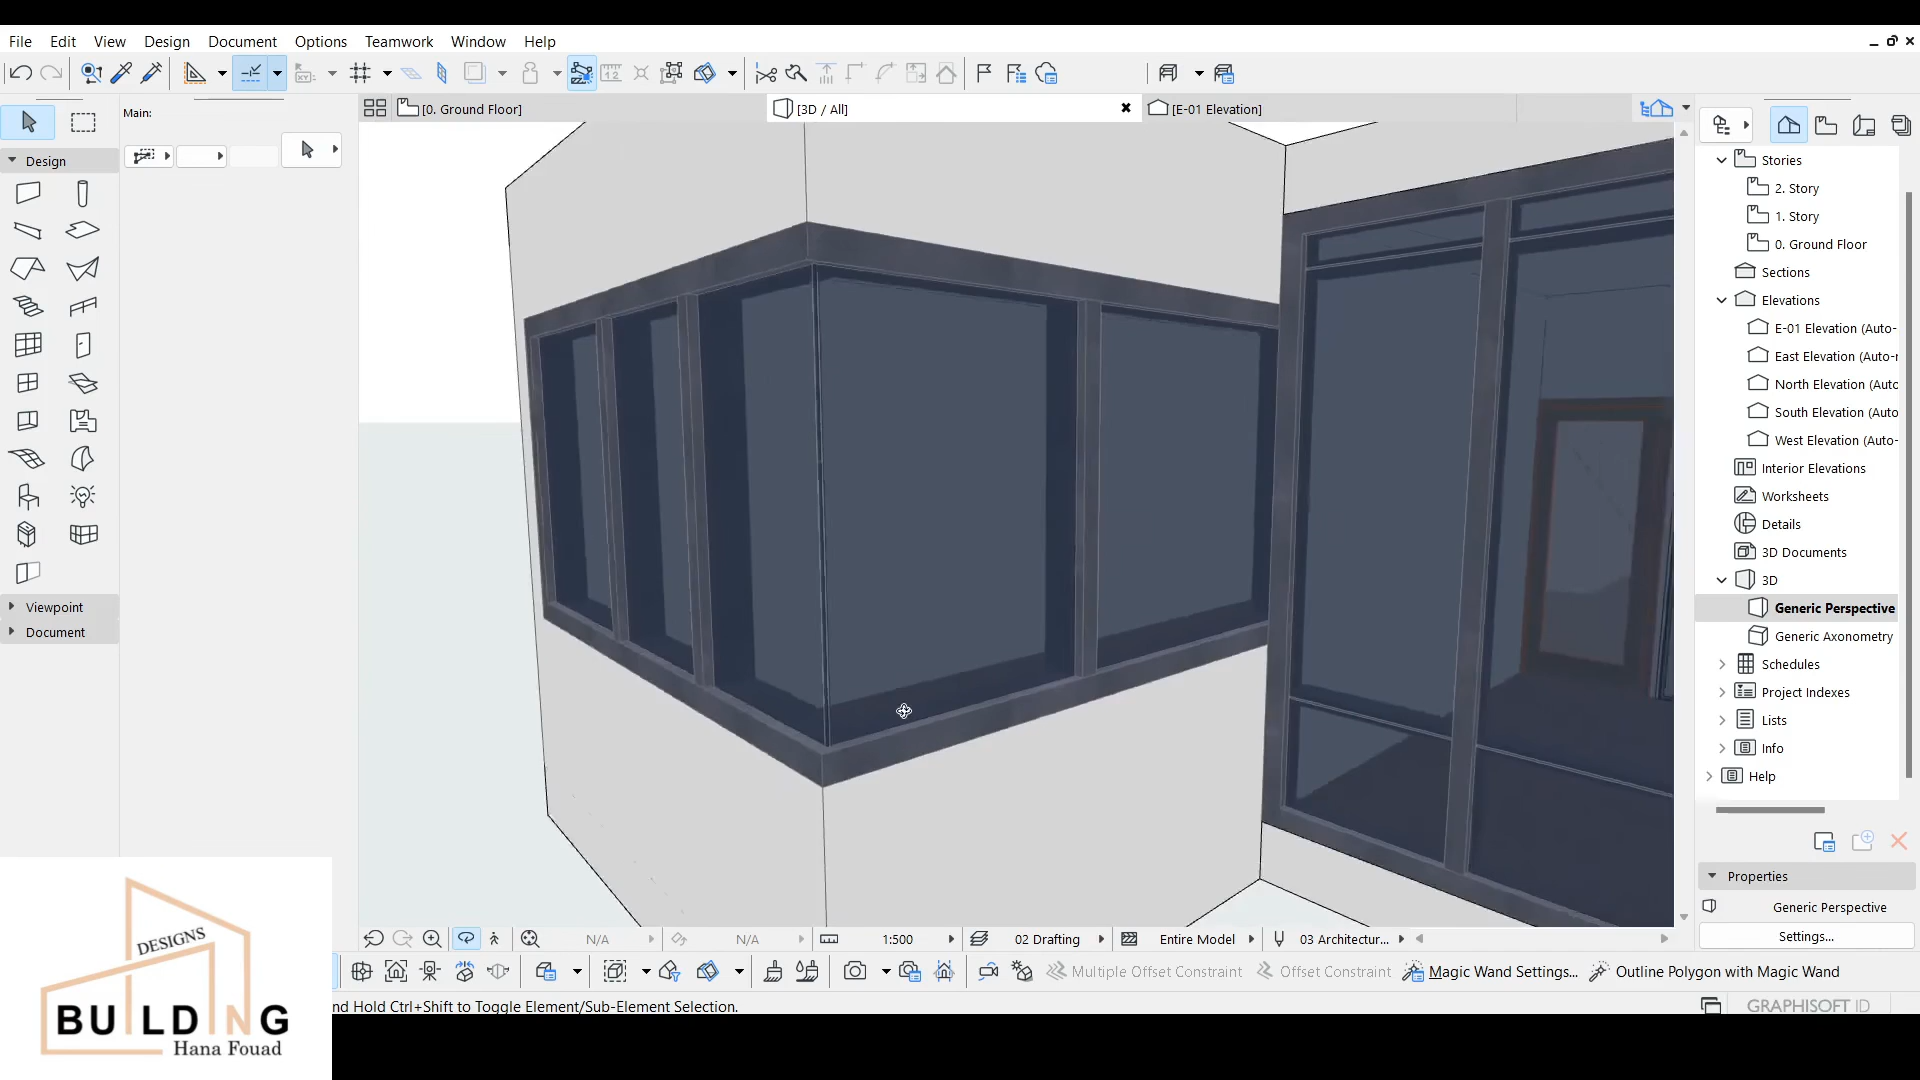 File Edit View Design Document Options Teamwork Window Help
[0. Ground Floor]
[3D / All]
[E-01 Elevation]
Main:
Design
Viewpoint
Document
Stories
2. Story
1. Story
0. Ground Floor
Sections
Elevations
E-01 Elevation (Auto-
East Elevation (Auto-r
North Elevation (Auto
South Elevation (Auto
West Elevation (Auto-
Interior Elevations
Worksheets
Details
3D Documents
3D
Generic Perspective
Generic Axonometry
Schedules
Project Indexes
Lists
Info
Help
Properties
Generic Perspective
Settings...
N/A
N/A
1:500
02 Drafting
Entire Model
03 Architectur...
Multiple Offset Constraint
Offset Constraint
Magic Wand Settings...
Outline Polygon with Magic Wand
nd Hold Ctrl+Shift to Toggle Element/Sub-Element Selection.
GRAPHISOFT ID
DESIGNS
BUILDING
Hana Fouad